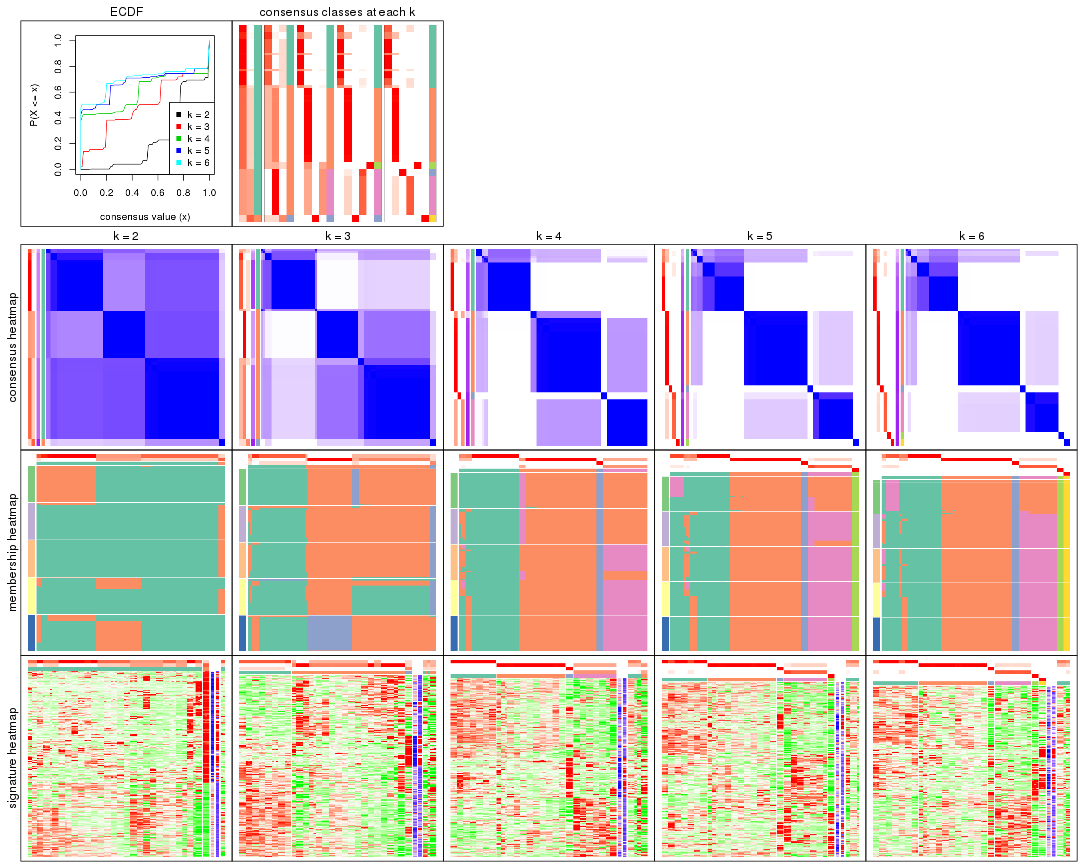 ECDF
consensus classes at each k
P(X <= x)
0.0 0.2 0.4 0.6 0.8 1.0
k = 2
k = 3
k = 4
k = 5
k = 6
0.0 0.2 0.4 0.6 0.8 1.0
consensus value (x)
k = 2
k = 3
k = 4
k = 5
k = 6
consensus heatmap
membership heatmap
signature heatmap